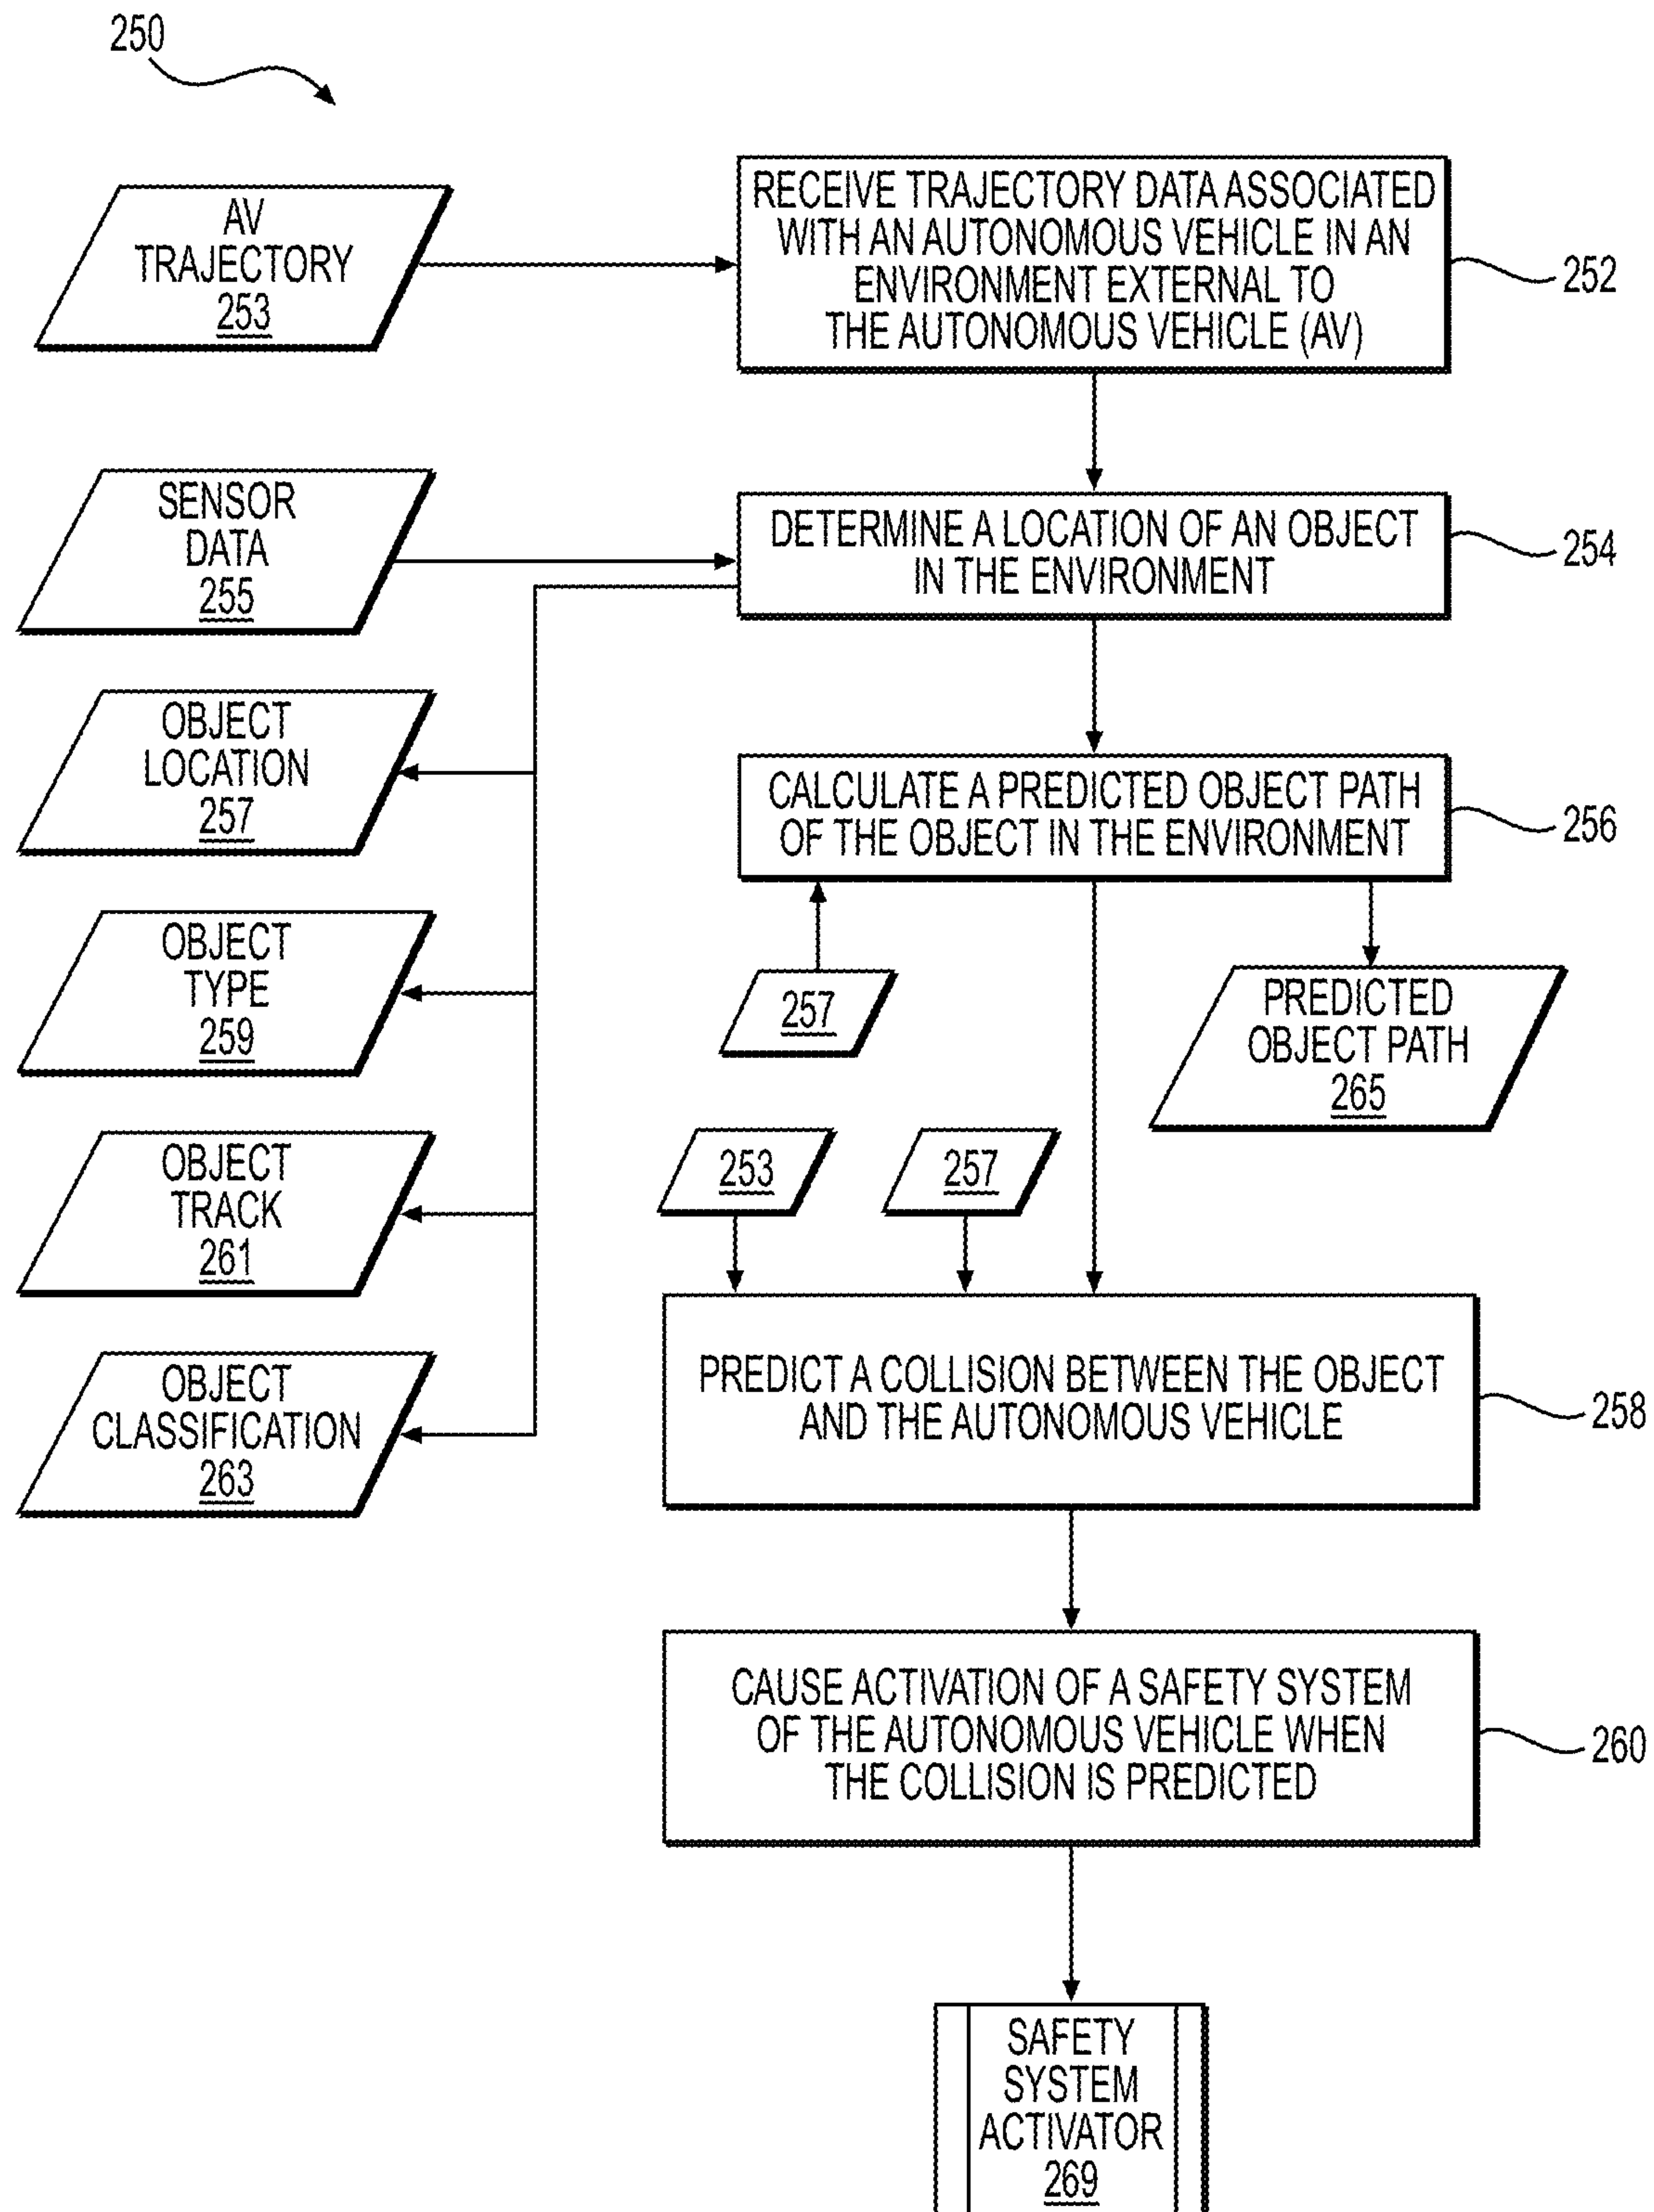 250
AV
TRAJECTORY
253
RECEIVE TRAJECTORY DATA ASSOCIATED
WITH AN AUTONOMOUS VEHICLE IN AN
ENVIRONMENT EXTERNAL TO
THE AUTONOMOUS VEHICLE (AV)
252
SENSOR
DATA
255
DETERMINE A LOCATION OF AN OBJECT
IN THE ENVIRONMENT
254
OBJECT
LOCATION
257
CALCULATE A PREDICTED OBJECT PATH
OF THE OBJECT IN THE ENVIRONMENT
256
OBJECT
TYPE
259
257
PREDICTED
OBJECT PATH
265
OBJECT
TRACK
261
253
257
OBJECT
CLASSIFICATION
263
PREDICT A COLLISION BETWEEN THE OBJECT
AND THE AUTONOMOUS VEHICLE
258
CAUSE ACTIVATION OF A SAFETY SYSTEM
OF THE AUTONOMOUS VEHICLE WHEN
THE COLLISION IS PREDICTED
260
SAFETY
SYSTEM
ACTIVATOR
269